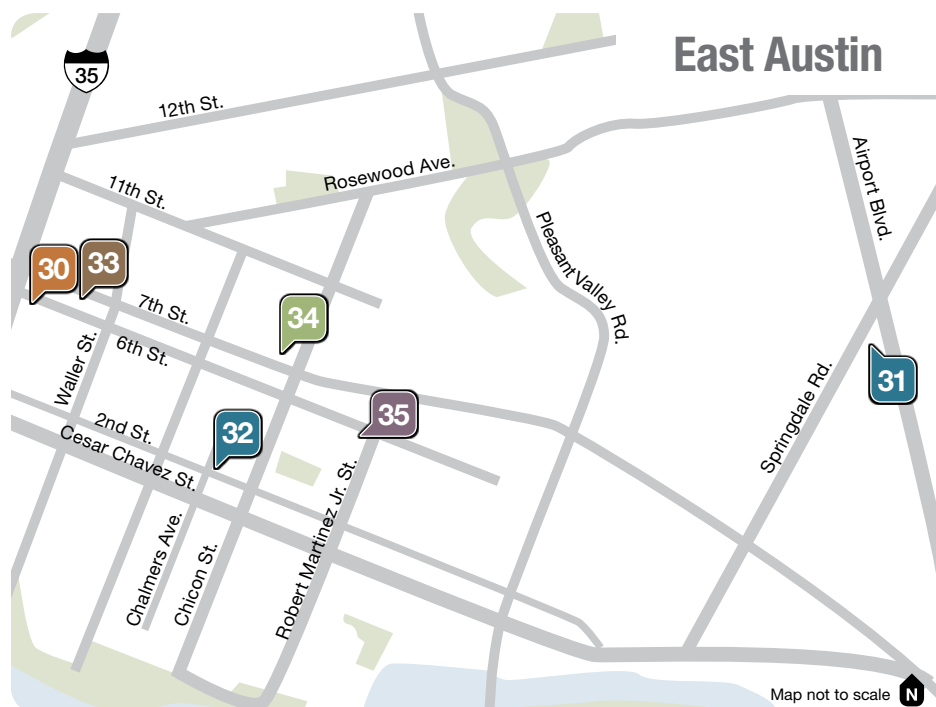 East Austin
35
12th St.
Rosewood Ave.
11th St.
Airport Blvd.
Pleasant Valley Rd.
30
33
7th St.
34
6th St.
Waller St.
31
35
32
2nd St.
Cesar Chavez St.
Springdale Rd.
Chalmers Ave.
Chicon St.
Robert Martinez Jr. St.
Map not to scale N